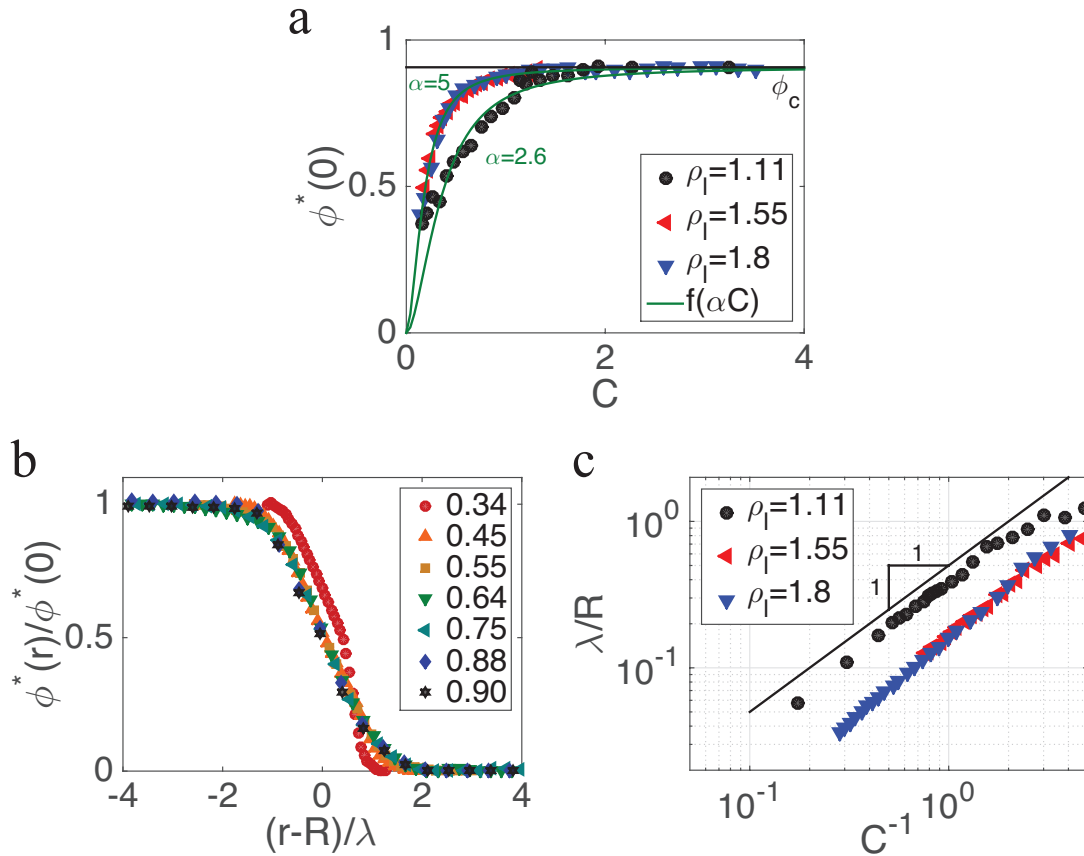 a
1
0.5
0
ϕ*(0)
α=5
α=2.6
ϕc
ρl=1.11
ρl=1.55
ρl=1.8
f(αC)
0 2 4
C
b
1
0.5
0
ϕ*(r)/ϕ*(0)
0.34
0.45
0.55
0.64
0.75
0.88
0.90
-4 -2 0 2 4
(r-R)/λ
c
10^0
10^-1
λ/R
ρl=1.11
ρl=1.55
ρl=1.8
1
1
10^-1 10^0
C^-1